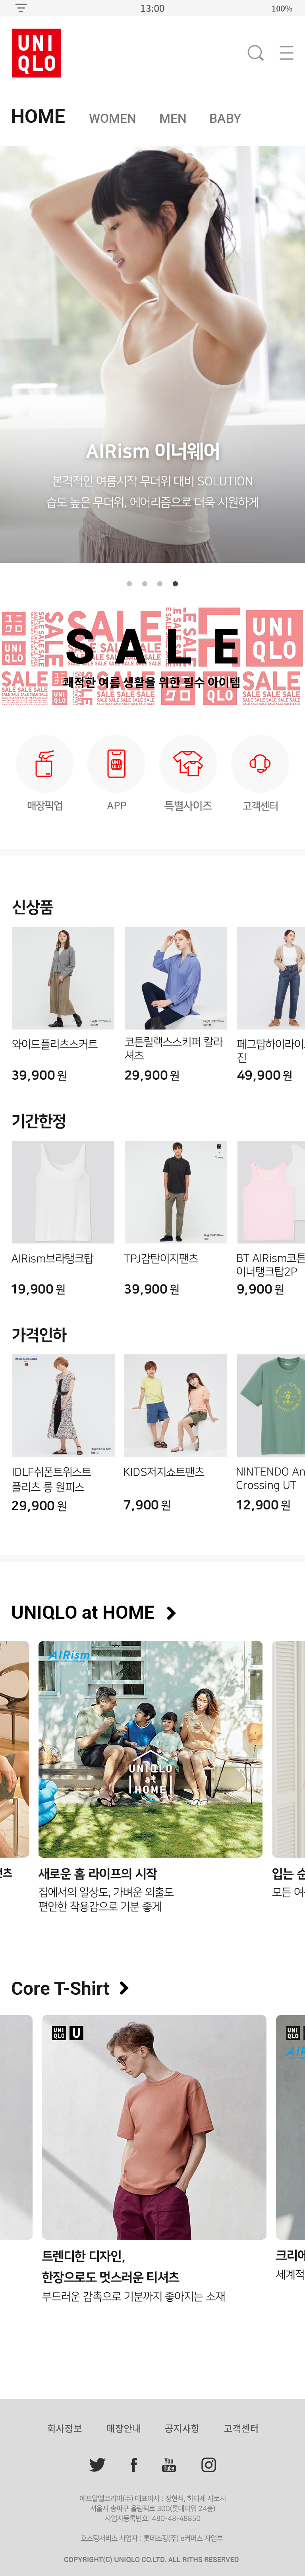 13:00
100%
UNI
QLO
HOME WOMEN MEN BABY
AIRism 이너웨어
본격적인 여름시작 무더위 대비 SOLUTION
습도 높은 무더위, 에어리즘으로 더욱 시원하게
SALE
쾌적한 여름 생활을 위한 필수 아이템
매장픽업
APP
특별사이즈
고객센터
신상품
와이드플리츠스커트
39,900 원
코튼릴랙스스키퍼 칼라
셔츠
29,900 원
페그탑하이라이
진
49,900 원
기간한정
AIRism브라탱크탑
19,900 원
TPJ감탄이지팬츠
39,900 원
BT AIRism코튼
이너탱크탑2P
9,900 원
가격인하
IDLF쉬폰트위스트
플리츠 롱 원피스
29,900 원
KIDS저지쇼트팬츠
7,900 원
NINTENDO An
Crossing UT
12,900 원
UNIQLO at HOME
AIRism
UNIQLO
at
HOME
츠
새로운 홈 라이프의 시작
집에서의 일상도, 가벼운 외출도
편안한 착용감으로 기분 좋게
입는 순
모든 여
Core T-Shirt
UNI
QLO
U
트렌디한 디자인,
한장으로도 멋스러운 티셔츠
부드러운 감촉으로 기분까지 좋아지는 소재
크리에
세계적
회사정보 매장안내 공지사항 고객센터
You
Tube
에프알엘코리아(주) 대표이사 : 장현석, 하타세 사토시
서울시 송파구 올림픽로 300(롯데타워 24층)
사업자등록번호: 480-48-48850
호스팅서비스 사업자 : 롯데쇼핑(주) e커머스 사업부
COPYRIGHT(C) UNIQLO CO.LTD. ALL RITHS RESERVED